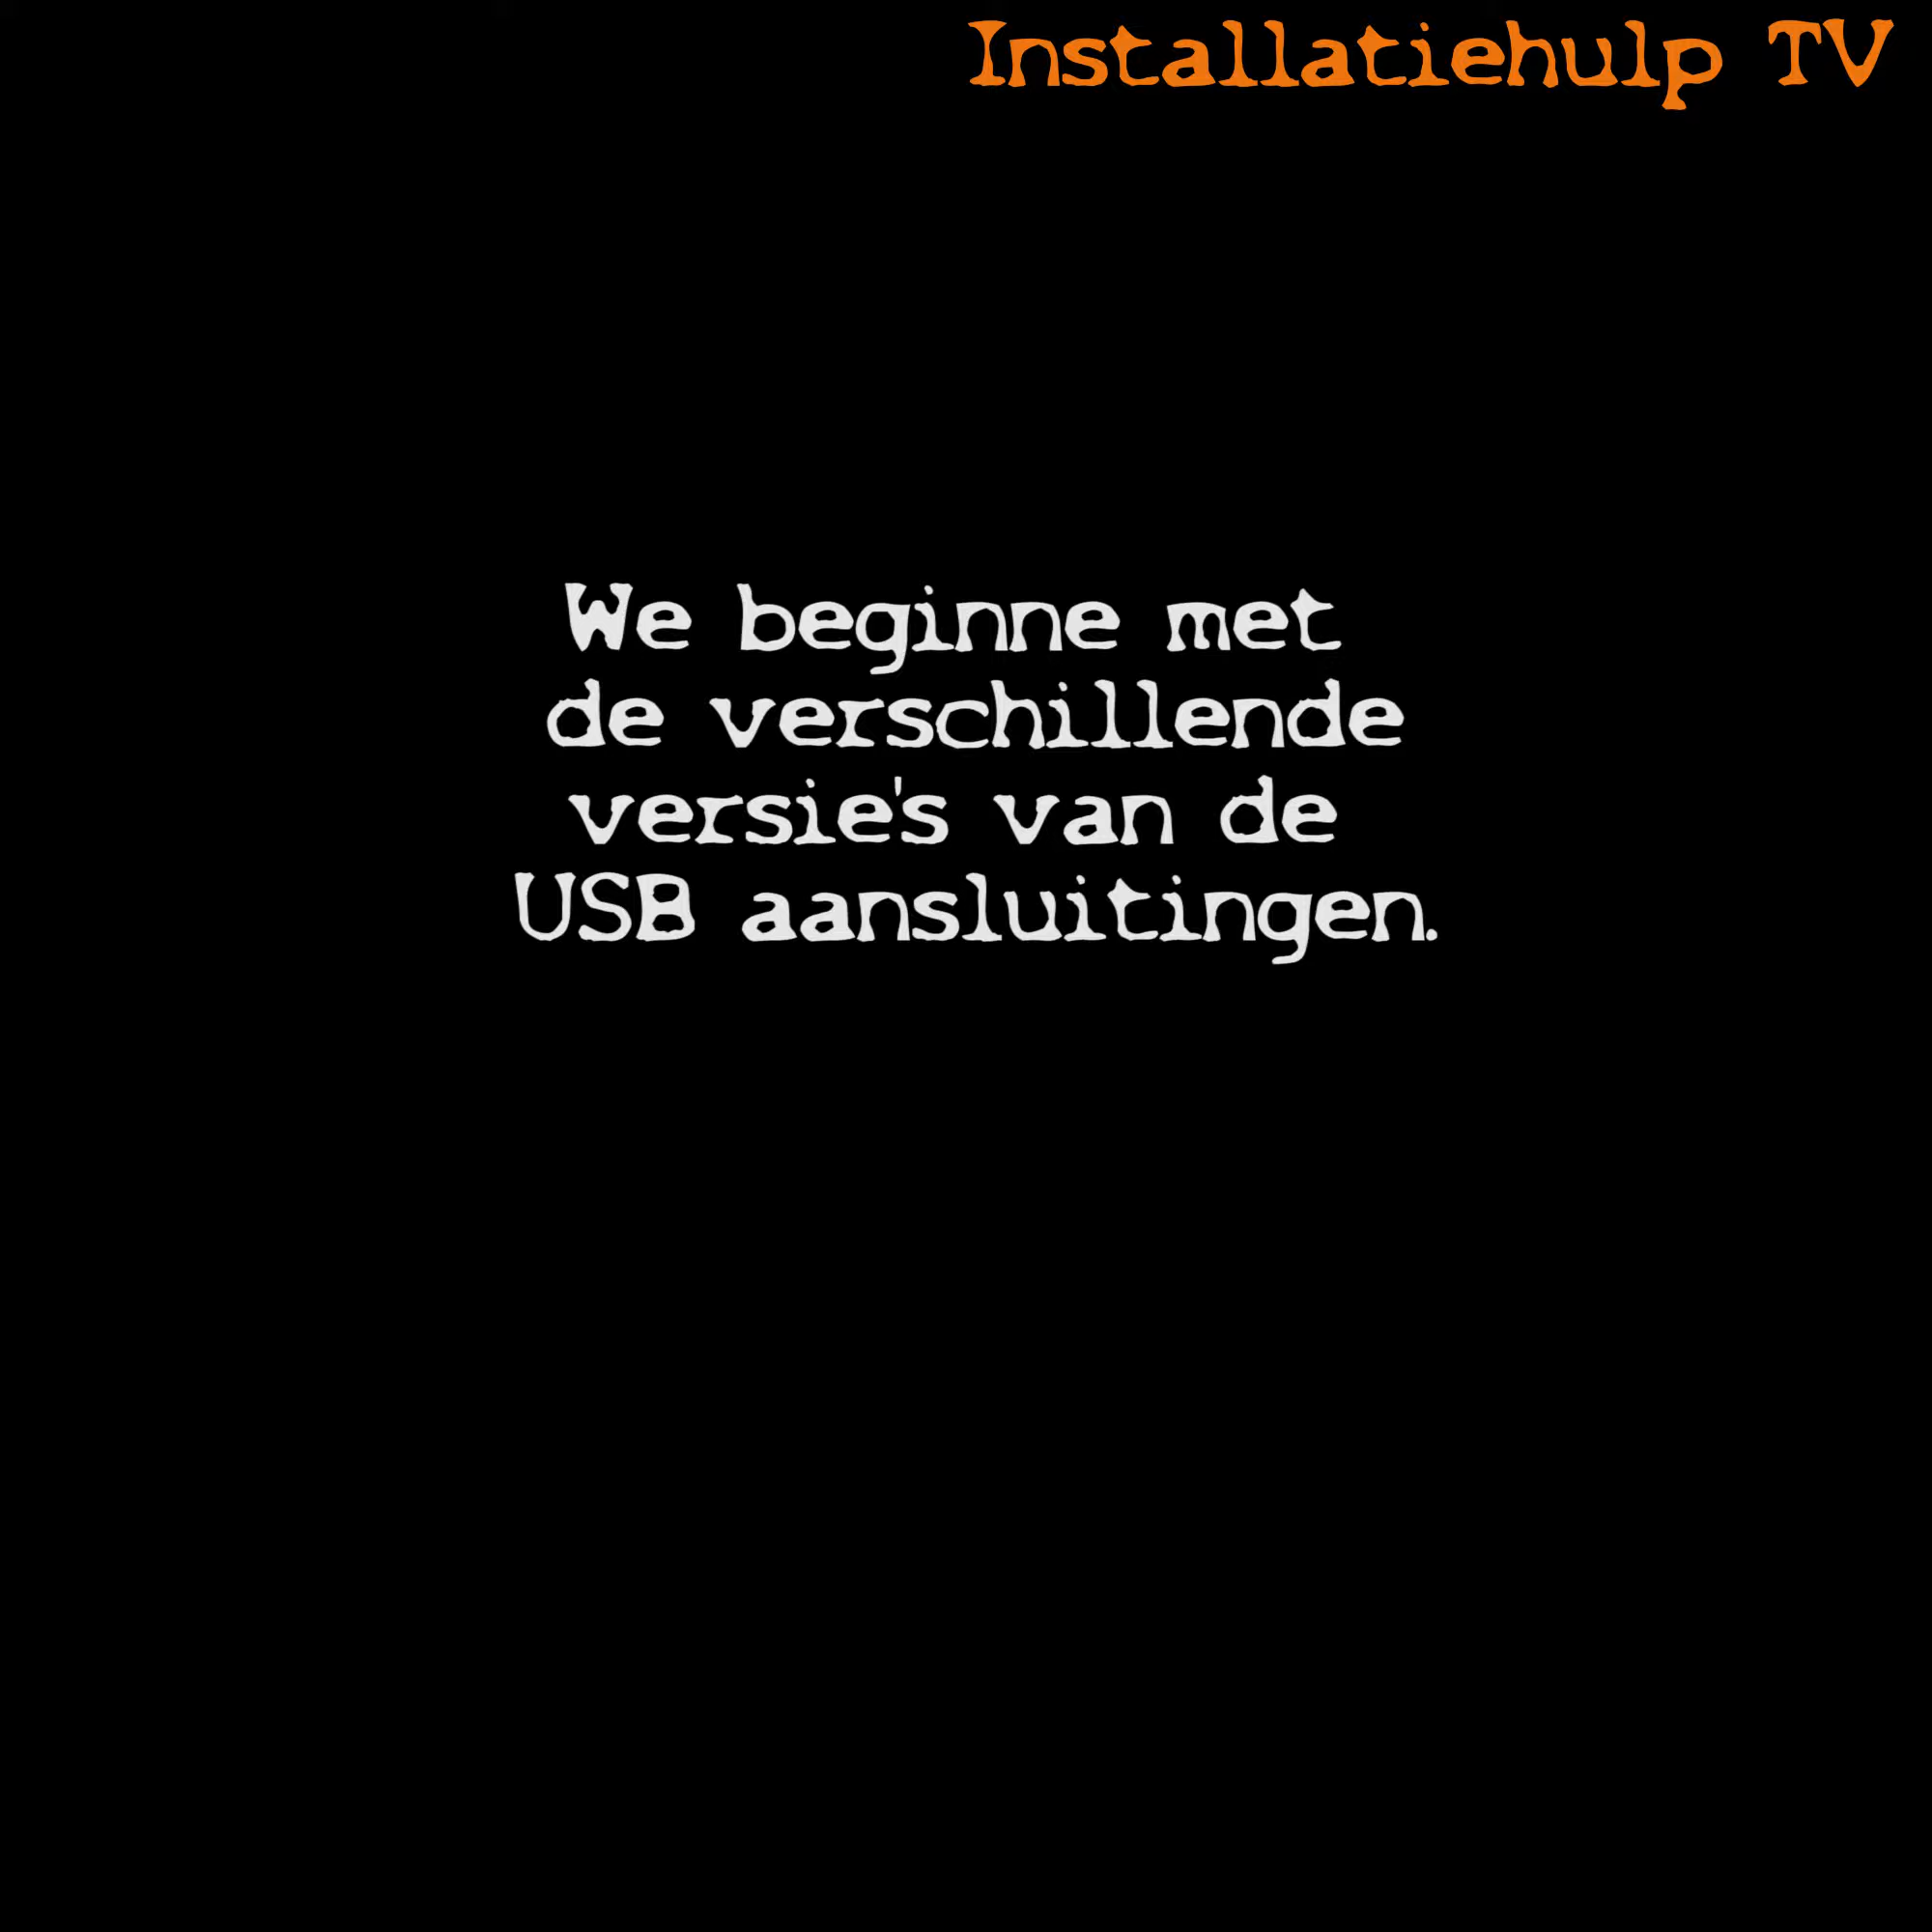 Installatiehulp TV
We beginne met
de verschillende
versie's van de
USB aansluitingen.